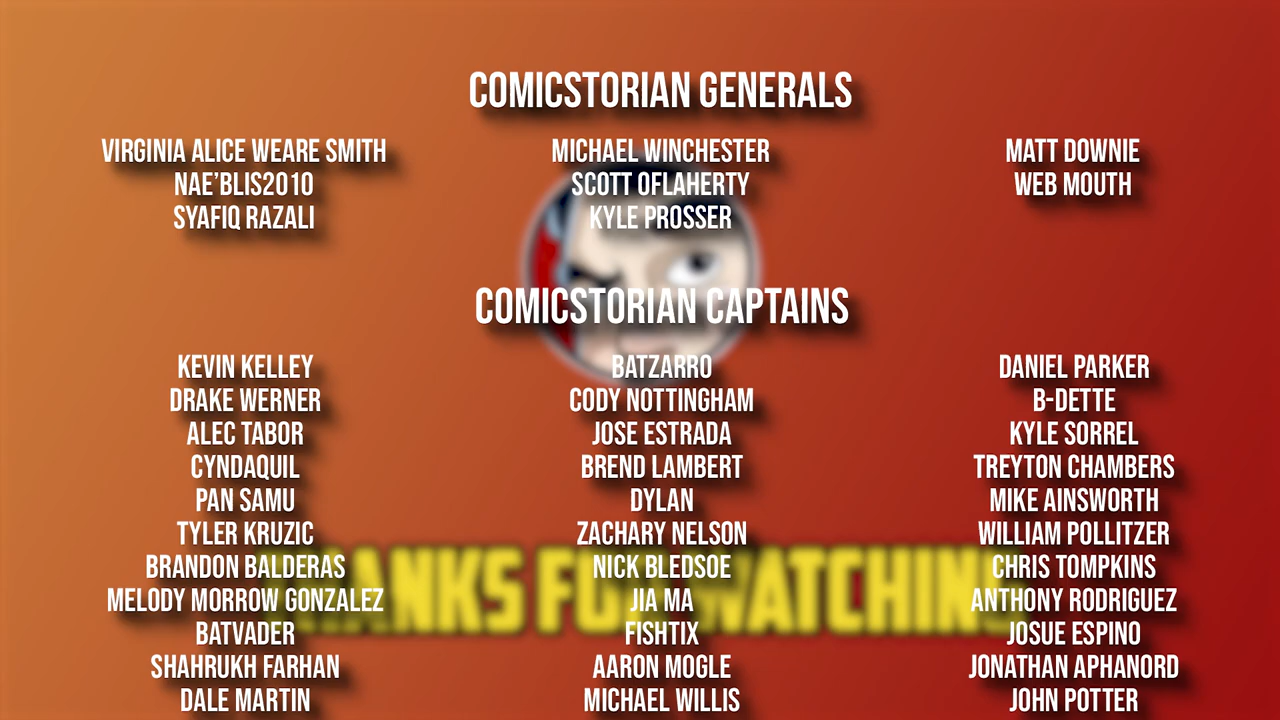 COMICSTORIAN GENERALS
VIRGINIA ALICE WEARE SMITH MICHAEL WINCHESTER MATT DOWNIE
NAE'BLIS2010 SCOTT OFLAHERTY WEB MOUTH
SYAFIQ RAZALI KYLE PROSSER
COMICSTORIAN CAPTAINS
KEVIN KELLEY BATZARRO DANIEL PARKER
DRAKE WERNER CODY NOTTINGHAM B-DETTE
ALEC TABOR JOSE ESTRADA KYLE SORREL
CYNDAQUIL BREND LAMBERT TREYTON CHAMBERS
PAN SAMU DYLAN MIKE AINSWORTH
TYLER KRUZIC ZACHARY NELSON WILLIAM POLLITZER
BRANDON BALDERAS NICK BLEDSOE CHRIS TOMPKINS
MELODY MORROW GONZALEZ JIA MA ANTHONY RODRIGUEZ
BATVADER FISHTIX JOSUE ESPINO
SHAHRUKH FARHAN AARON MOGLE JONATHAN APHANORD
DALE MARTIN MICHAEL WILLIS JOHN POTTER
THANKS FOR WATCHING